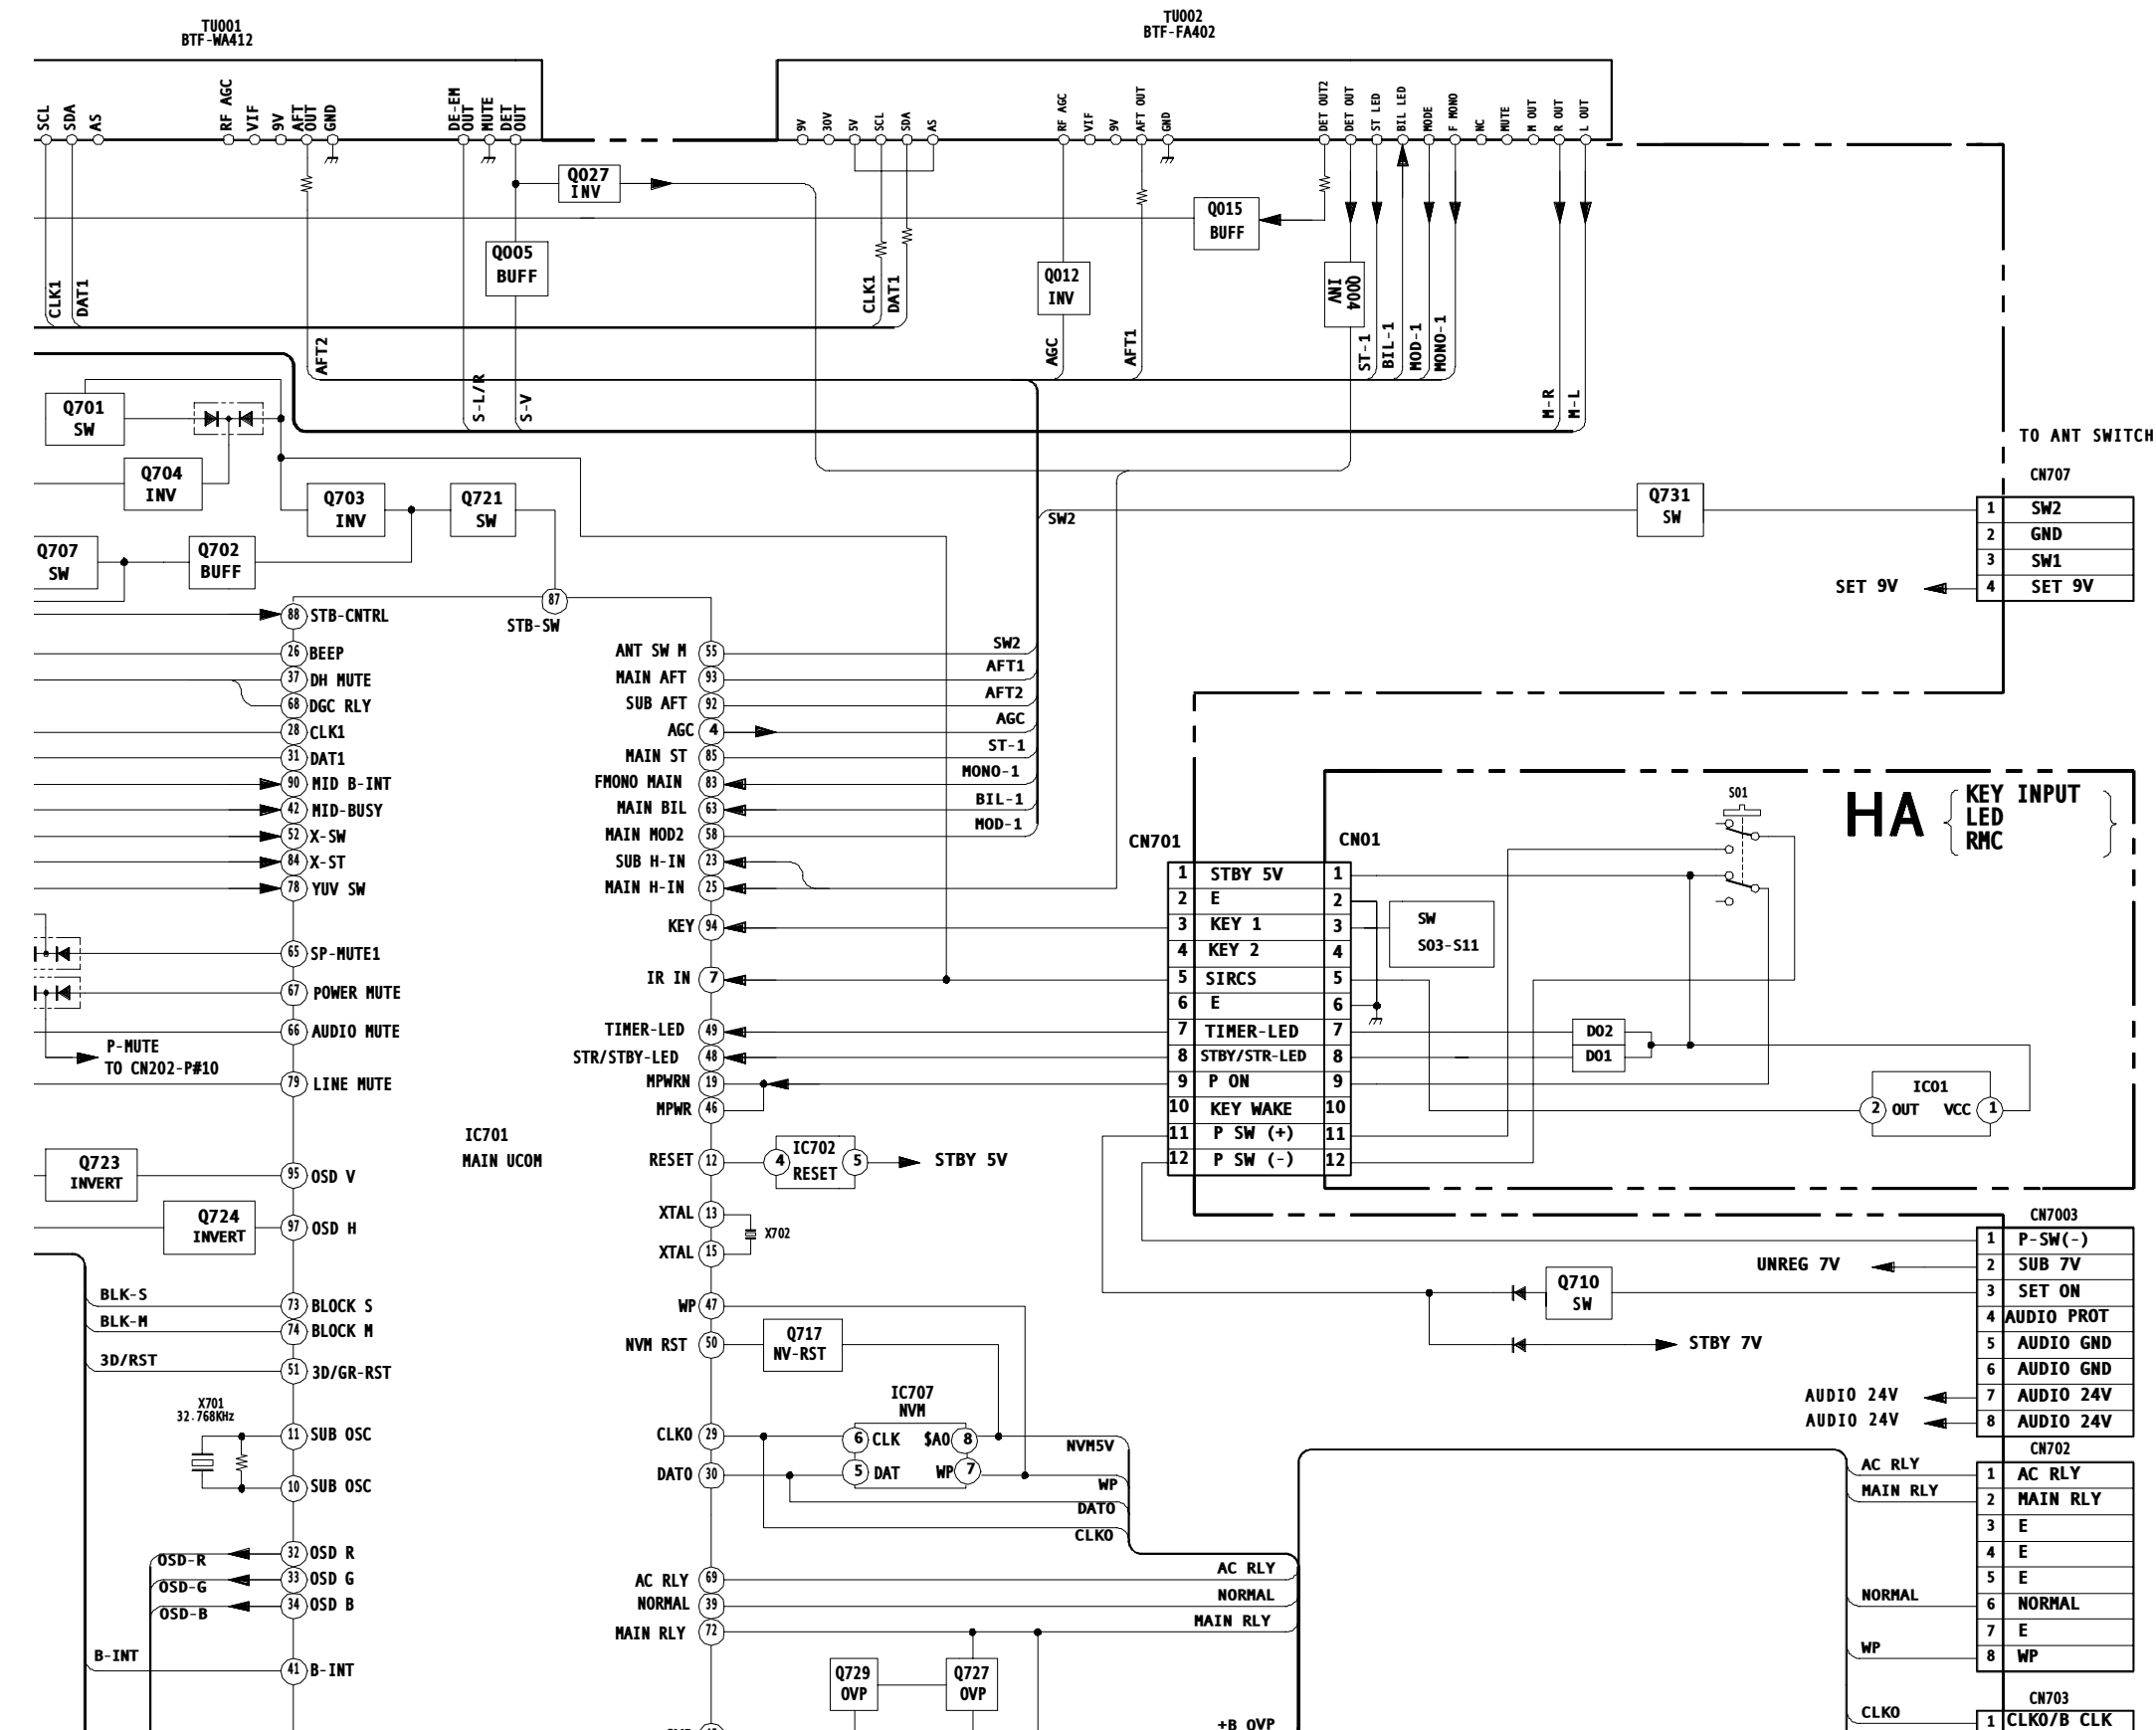 TU001
BTF-WA412
TU002
BTF-FA402
SCL
SDA
AS
RF AGC
VIF
9V
AFT OUT
GND
DE-EM OUT
MUTE
DET OUT
9V
30V
5V
SCL
SDA
AS
RF AGC
VIF
9V
AFT OUT
GND
DET OUT2
DET OUT
ST LED
BIL LED
MODE
F MONO
NC
MUTE
M OUT
R OUT
L OUT
Q027
INV
Q015
BUFF
Q005
BUFF
Q012
INV
Q004
INV
CLK1
DAT1
CLK1
DAT1
AFT2
S-L/R
S-V
AGC
AFT1
ST-1
BIL-1
MOD-1
MONO-1
M-R
M-L
Q701
SW
Q704
INV
Q703
INV
Q721
SW
Q707
SW
Q702
BUFF
SW2
Q731
SW
TO ANT SWITCH
CN707
1 SW2
2 GND
3 SW1
4 SET 9V
SET 9V
87
STB-SW
88 STB-CNTRL
26 BEEP
37 DH MUTE
68 DGC RLY
28 CLK1
31 DAT1
90 MID B-INT
42 MID-BUSY
52 X-SW
84 X-ST
78 YUV SW
65 SP-MUTE1
67 POWER MUTE
66 AUDIO MUTE
P-MUTE
TO CN202-P#10
79 LINE MUTE
Q723
INVERT
95 OSD V
Q724
INVERT
97 OSD H
BLK-S
73 BLOCK S
BLK-M
74 BLOCK M
3D/RST
51 3D/GR-RST
X701
32.768KHz
11 SUB OSC
10 SUB OSC
OSD-R
32 OSD R
OSD-G
33 OSD G
OSD-B
34 OSD B
B-INT
41 B-INT
IC701
MAIN UCOM
ANT SW M 55 SW2
MAIN AFT 93 AFT1
SUB AFT 92 AFT2
AGC 4 AGC
MAIN ST 85 ST-1
FMONO MAIN 83 MONO-1
MAIN BIL 63 BIL-1
MAIN MOD2 58 MOD-1
SUB H-IN 23
MAIN H-IN 25
KEY 94
IR IN 7
TIMER-LED 49
STR/STBY-LED 48
MPWRN 19
MPWR 46
RESET 12
4 IC702 5
RESET
STBY 5V
XTAL 13
X702
XTAL 15
WP 47
NVM RST 50
Q717
NV-RST
IC707
NVM
CLK0 29
6 CLK $A0 8
NVM5V
DAT0 30
5 DAT WP 7
WP
DAT0
CLK0
AC RLY 69 AC RLY
NORMAL 39 NORMAL
MAIN RLY 72 MAIN RLY
Q729
OVP
Q727
OVP
+B OVP
CN701
CN01
1 STBY 5V 1
2 E 2
3 KEY 1 3
4 KEY 2 4
5 SIRCS 5
6 E 6
7 TIMER-LED 7
8 STBY/STR-LED 8
9 P ON 9
10 KEY WAKE 10
11 P SW (+) 11
12 P SW (-) 12
S01
HA
KEY INPUT
LED
RMC
SW
S03-S11
D02
D01
IC01
2 OUT VCC 1
CN7003
1 P-SW(-)
2 SUB 7V
3 SET ON
4 AUDIO PROT
5 AUDIO GND
6 AUDIO GND
7 AUDIO 24V
8 AUDIO 24V
UNREG 7V
Q710
SW
STBY 7V
AUDIO 24V
AUDIO 24V
CN702
AC RLY
1 AC RLY
MAIN RLY
2 MAIN RLY
3 E
4 E
5 E
NORMAL
6 NORMAL
7 E
WP
8 WP
CN703
CLK0
1 CLK0/B CLK